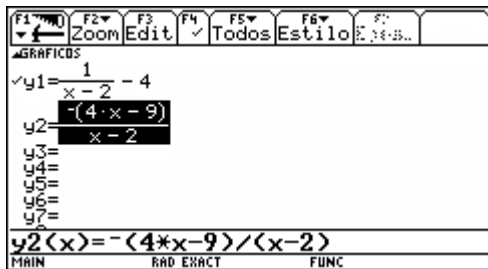 F1 F2 Zoom F3 Edit F4 ✓ F5 Todos F6 Estilo
GRAFICOS
✓y1= 1/(x − 2) − 4
y2= -(4·x − 9)/(x − 2)
y3=
y4=
y5=
y6=
y7=
y2(x)=-(4*x-9)/(x-2)
MAIN RAD EXACT FUNC